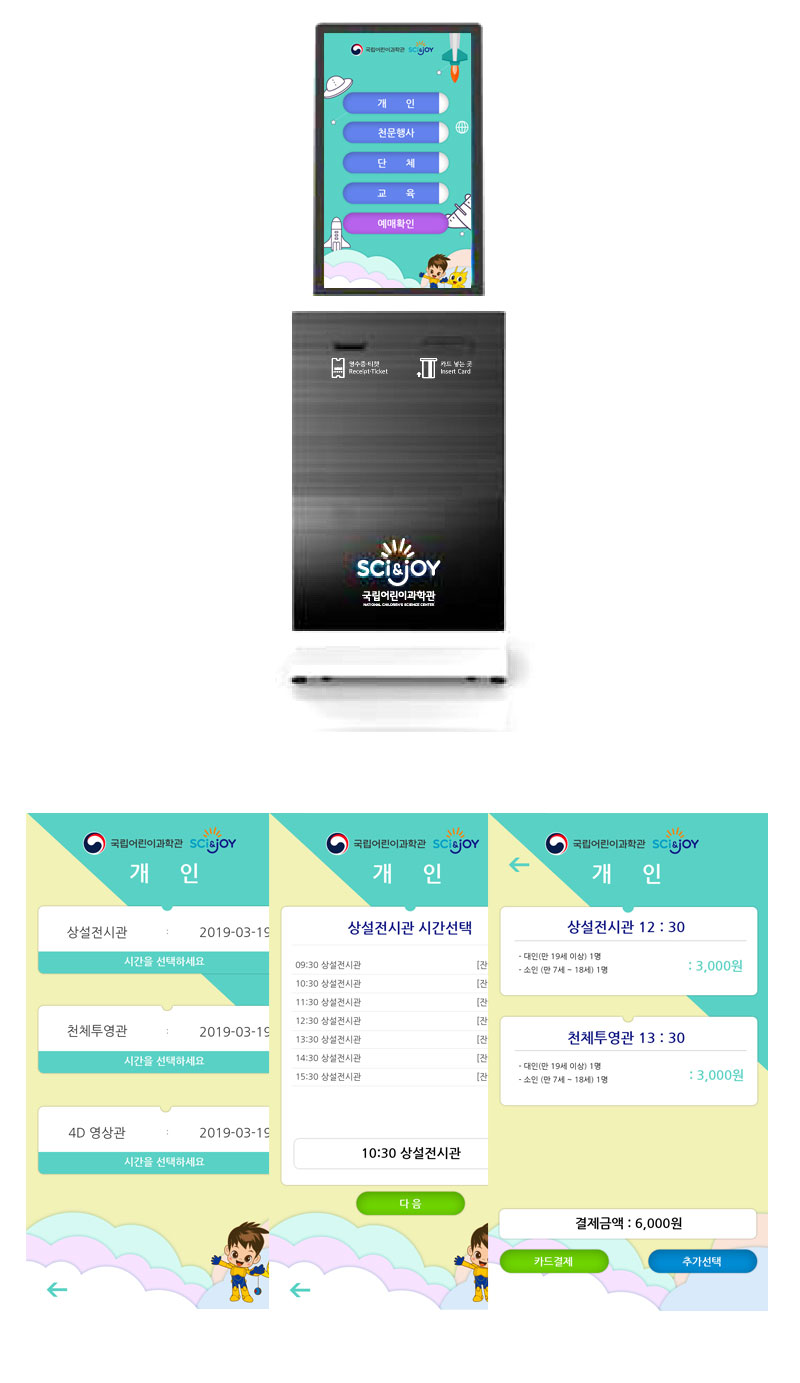 국립어린이과학관 SCi&JOY
개 인
천문행사
단 체
교 육
예매확인
영수증·티켓
Receipt·Ticket
카드 넣는 곳
Insert Card
SCi&JOY
국립어린이과학관
NATIONAL CHILDREN'S SCIENCE CENTER
국립어린이과학관 SCi&JOY
개 인
상설전시관 : 2019-03-19
시간을 선택하세요
천체투영관 : 2019-03-19
시간을 선택하세요
4D 영상관 : 2019-03-19
시간을 선택하세요
국립어린이과학관 SCi&JOY
개 인
상설전시관 시간선택
09:30 상설전시관 [잔
10:30 상설전시관 [잔
11:30 상설전시관 [잔
12:30 상설전시관 [잔
13:30 상설전시관 [잔
14:30 상설전시관 [잔
15:30 상설전시관 [잔
10:30 상설전시관
다 음
국립어린이과학관 SCi&JOY
개 인
상설전시관 12 : 30
- 대인(만 19세 이상) 1명
- 소인 (만 7세 ~ 18세) 1명
: 3,000원
천체투영관 13 : 30
- 대인(만 19세 이상) 1명
- 소인 (만 7세 ~ 18세) 1명
: 3,000원
결제금액 : 6,000원
카드결제
추가선택